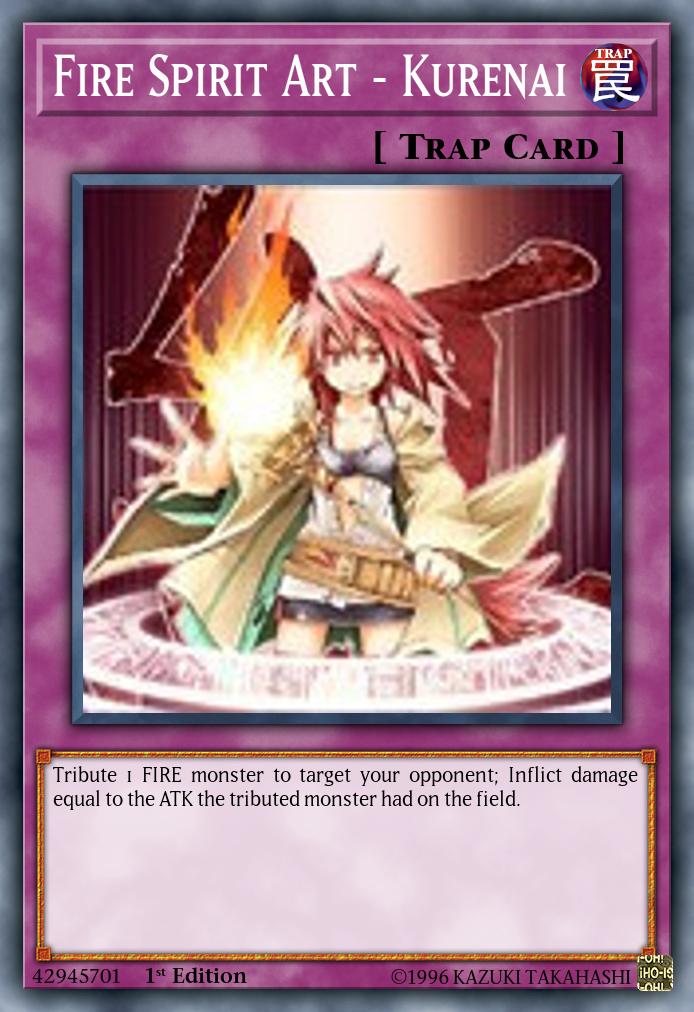 FIRE SPIRIT ART - KURENAI
TRAP
罠
[ TRAP CARD ]
Tribute 1 FIRE monster to target your opponent; Inflict damage
equal to the ATK the tributed monster had on the field.
42945701 1st Edition ©1996 KAZUKI TAKAHASHI